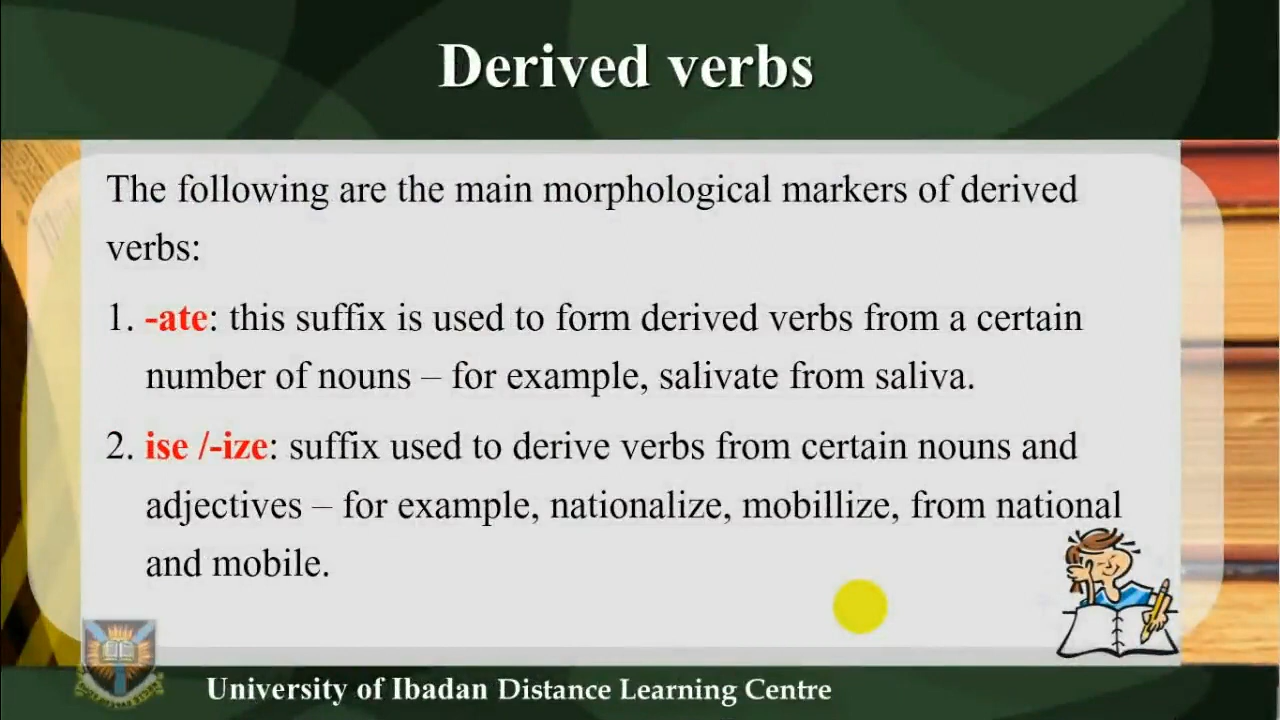 Derived verbs
The following are the main morphological markers of derived
verbs:
1. -ate: this suffix is used to form derived verbs from a certain
number of nouns – for example, salivate from saliva.
2. ise /-ize: suffix used to derive verbs from certain nouns and
adjectives – for example, nationalize, mobillize, from national
and mobile.
University of Ibadan Distance Learning Centre